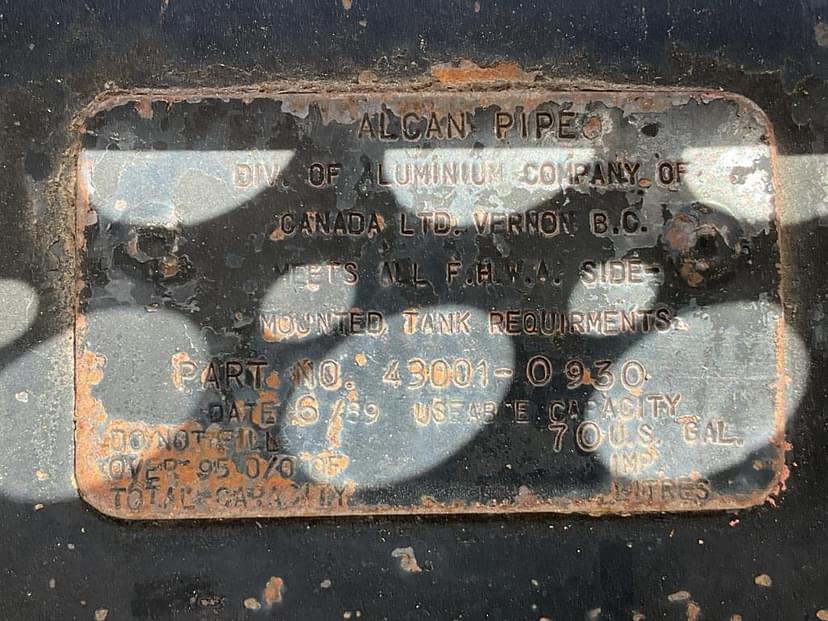 ALCAN PIPE
DIV. OF ALUMINIUM COMPANY OF
CANADA LTD. VERNON B.C.
MEETS ALL F.H.W.A. SIDE-
MOUNTED TANK REQUIRMENTS.
PART NO. 43001-0930
DATE 6/89 USEABLE CAPACITY
DO NOT FILL 70 U.S. GAL.
OVER 95 0/0 OF IMP
TOTAL CAPACITY LITRES